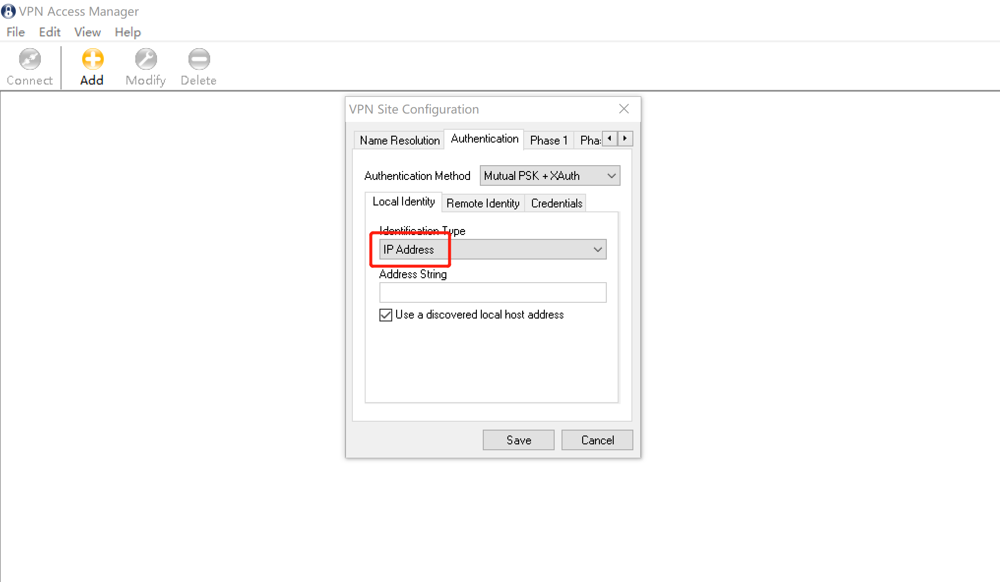 VPN Access Manager
File Edit View Help
Connect Add Modify Delete
VPN Site Configuration
Name Resolution Authentication Phase 1 Pha
Authentication Method Mutual PSK + XAuth
Local Identity Remote Identity Credentials
Identification Type
IP Address
Address String
Use a discovered local host address
Save Cancel